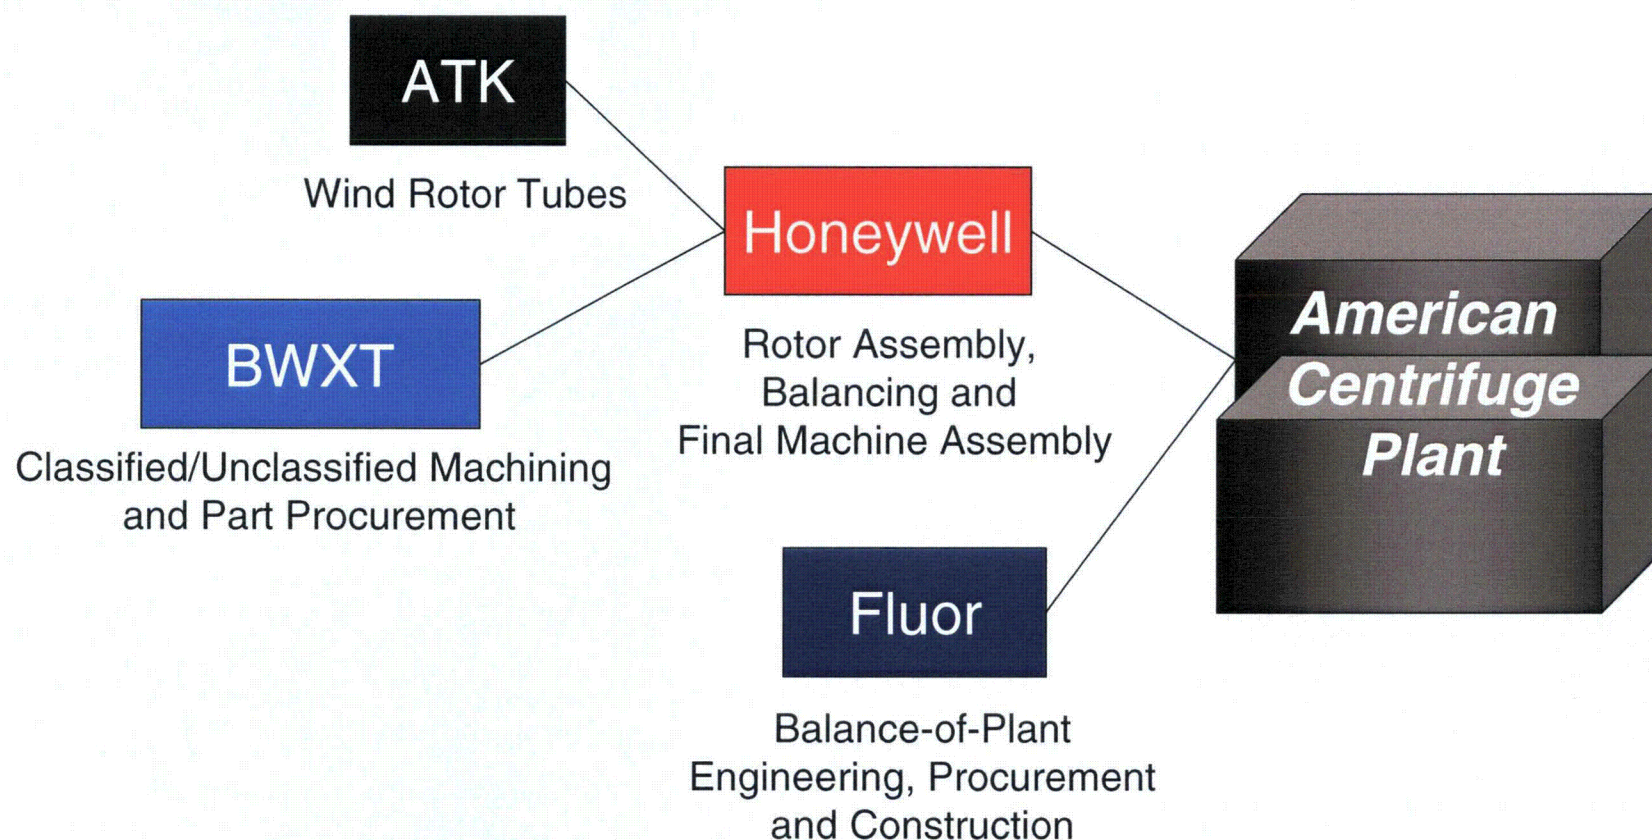 ATK
Wind Rotor Tubes
BWXT
Classified/Unclassified Machining
and Part Procurement
Honeywell
Rotor Assembly,
Balancing and
Final Machine Assembly
Fluor
Balance-of-Plant
Engineering, Procurement
and Construction
American
Centrifuge
Plant